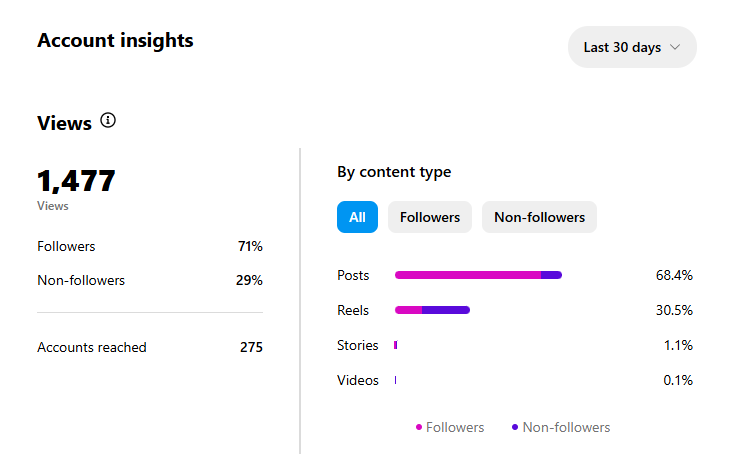 Account insights
Last 30 days
Views
1,477
Views
Followers 71%
Non-followers 29%
Accounts reached 275
By content type
All Followers Non-followers
Posts 68.4%
Reels 30.5%
Stories 1.1%
Videos 0.1%
Followers Non-followers